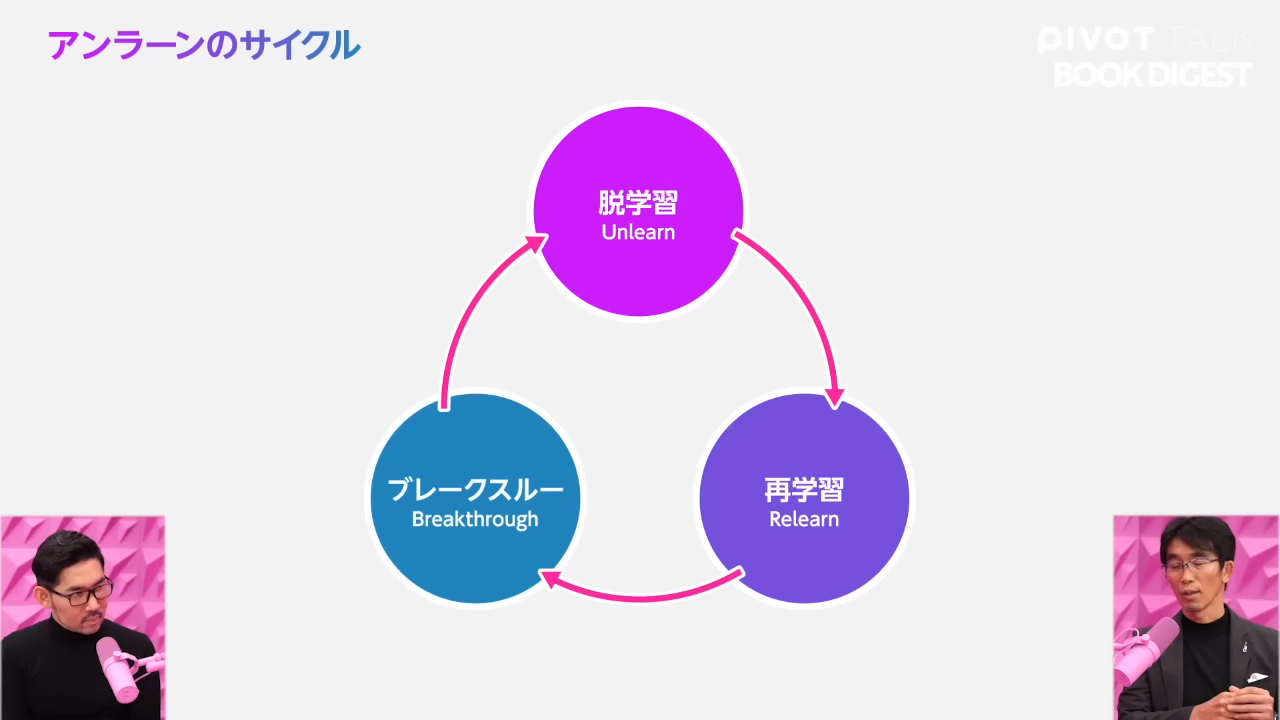 アンラーンのサイクル
PIVOT TALK
BOOK DIGEST
脱学習
Unlearn
ブレークスルー
Breakthrough
再学習
Relearn